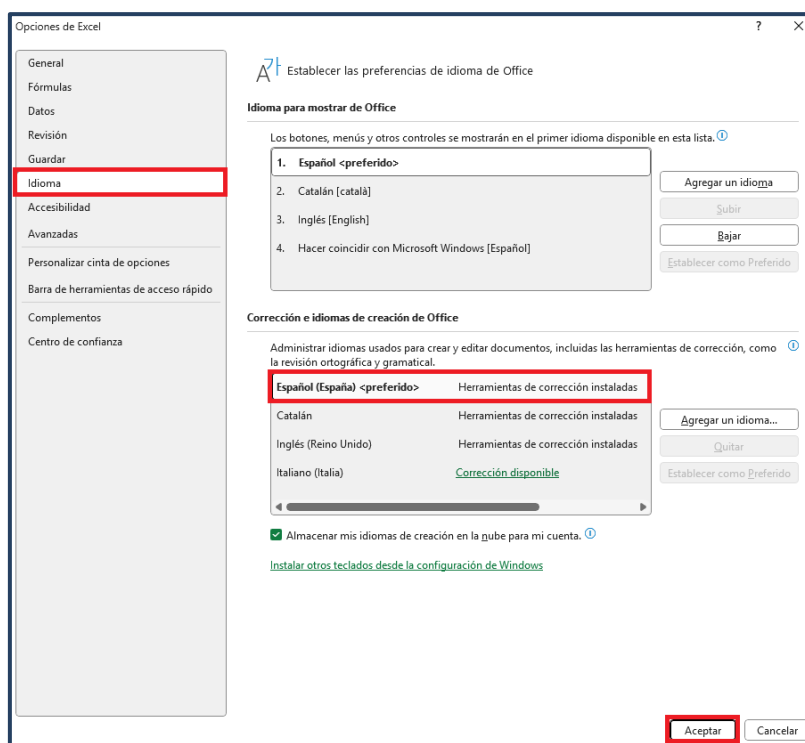 Opciones de Excel
?
General
Fórmulas
Datos
Revisión
Guardar
Idioma
Accesibilidad
Avanzadas
Personalizar cinta de opciones
Barra de herramientas de acceso rápido
Complementos
Centro de confianza
Establecer las preferencias de idioma de Office
Idioma para mostrar de Office
Los botones, menús y otros controles se mostrarán en el primer idioma disponible en esta lista.
1. Español <preferido>
2. Catalán [català]
3. Inglés [English]
4. Hacer coincidir con Microsoft Windows [Español]
Agregar un idioma
Subir
Bajar
Establecer como Preferido
Corrección e idiomas de creación de Office
Administrar idiomas usados para crear y editar documentos, incluidas las herramientas de corrección, como
la revisión ortográfica y gramatical.
Español (España) <preferido> Herramientas de corrección instaladas
Catalán Herramientas de corrección instaladas
Inglés (Reino Unido) Herramientas de corrección instaladas
Italiano (Italia) Corrección disponible
Agregar un idioma...
Quitar
Establecer como Preferido
Almacenar mis idiomas de creación en la nube para mi cuenta.
Instalar otros teclados desde la configuración de Windows
Aceptar
Cancelar